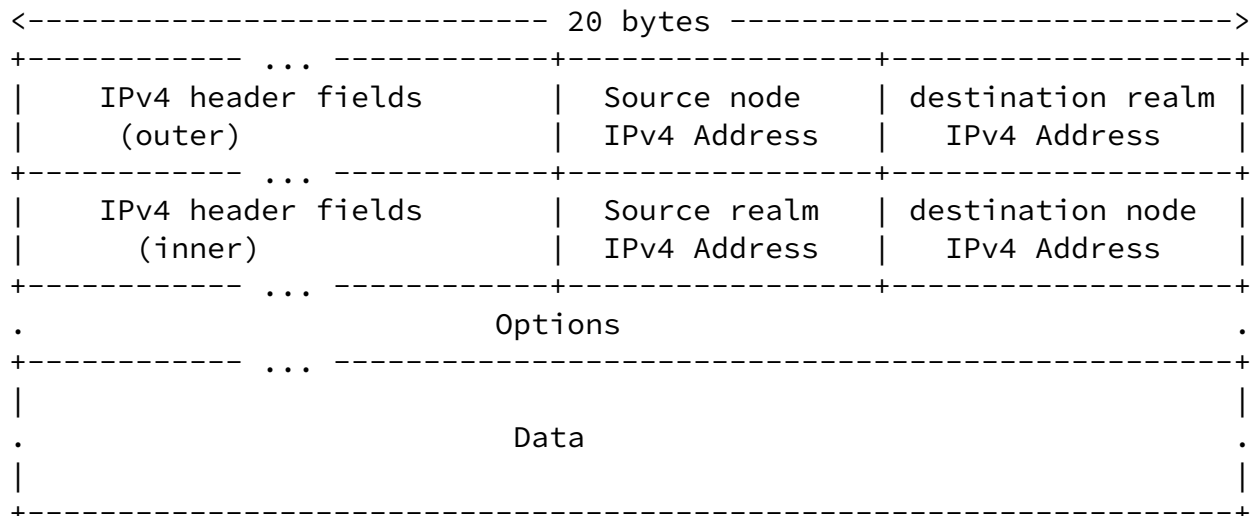 <----------------------------- 20 bytes ----------------------------->
+------------ ... ------------+-----------------+-------------------+
|     IPv4 header fields      |   Source node   | destination realm |
|      (outer)                |   IPv4 Address  |   IPv4 Address    |
+------------ ... ------------+-----------------+-------------------+
|     IPv4 header fields      |   Source realm  | destination node  |
|       (inner)               |   IPv4 Address  |   IPv4 Address    |
+------------ ... ------------+-----------------+-------------------+
.                          Options                                  .
+------------ ... --------------------------------------------------+
|                                                                   |
.                           Data                                    .
|                                                                   |
+-------------------------------------------------------------------+